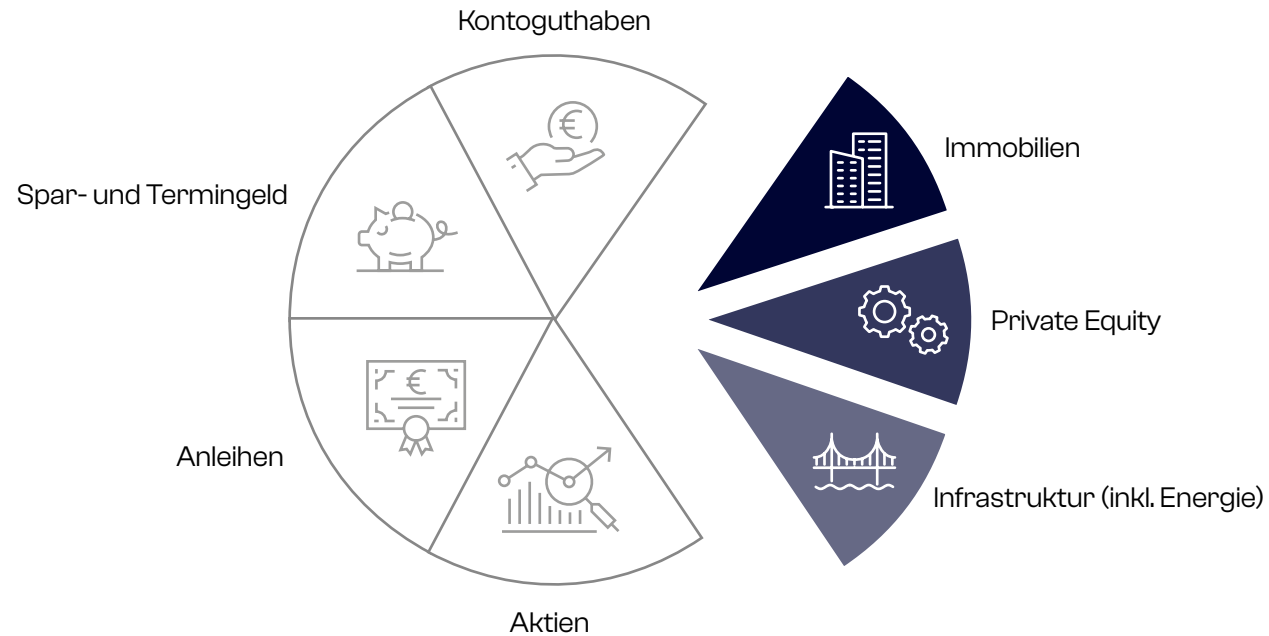 Kontoguthaben
Immobilien
Spar- und Termingeld
Private Equity
Anleihen
Infrastruktur (inkl. Energie)
Aktien
€
€